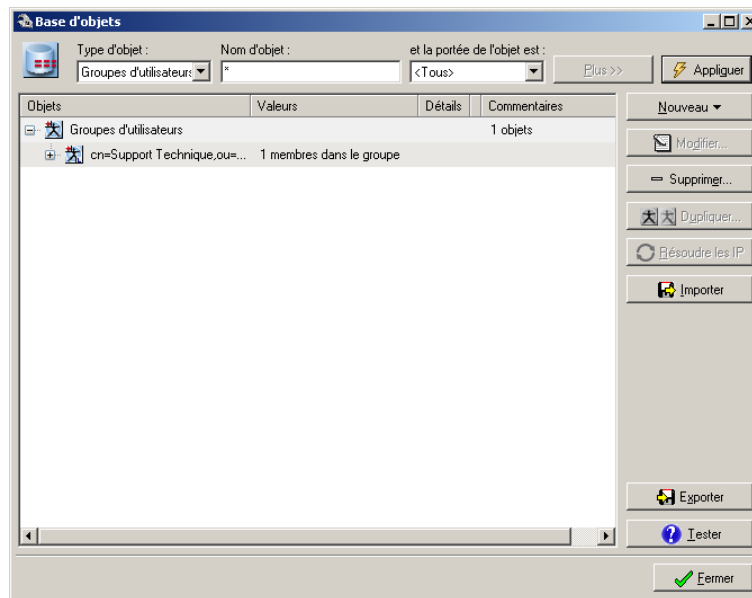 Base d'objets
Type d'objet : Nom d'objet : et la portée de l'objet est :
Groupes d'utilisateurs * <Tous> Plus >> Appliquer
Objets Valeurs Détails Commentaires
Groupes d'utilisateurs 1 objets
cn=Support Technique,ou=... 1 membres dans le groupe
Nouveau
Modifier...
Supprimer...
Dupliquer...
Résoudre les IP
Importer
Exporter
Tester
Fermer